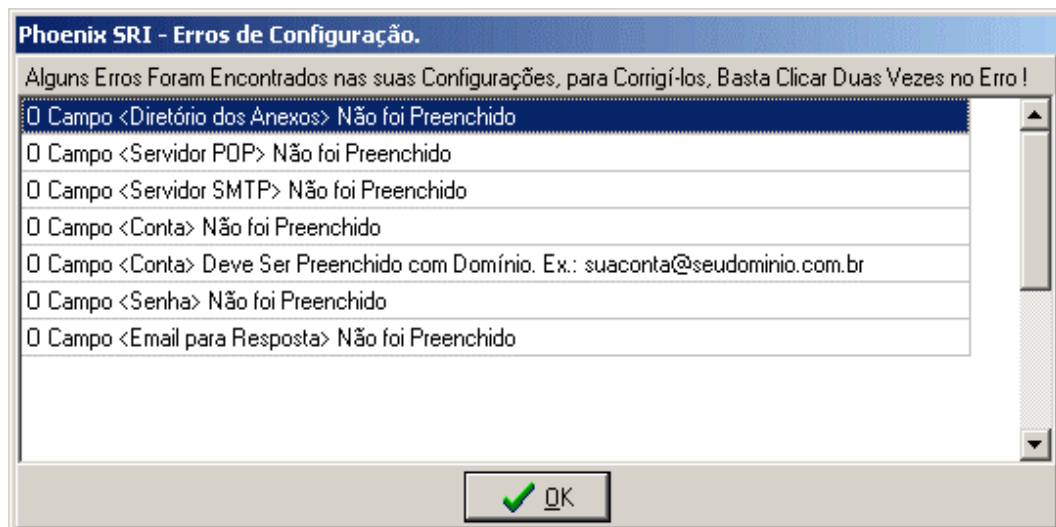 Phoenix SRI - Erros de Configuração.
Alguns Erros Foram Encontrados nas suas Configurações, para Corrigí-los, Basta Clicar Duas Vezes no Erro !
O Campo <Diretório dos Anexos> Não foi Preenchido
O Campo <Servidor POP> Não foi Preenchido
O Campo <Servidor SMTP> Não foi Preenchido
O Campo <Conta> Não foi Preenchido
O Campo <Conta> Deve Ser Preenchido com Domínio. Ex.: suaconta@seudominio.com.br
O Campo <Senha> Não foi Preenchido
O Campo <Email para Resposta> Não foi Preenchido
OK